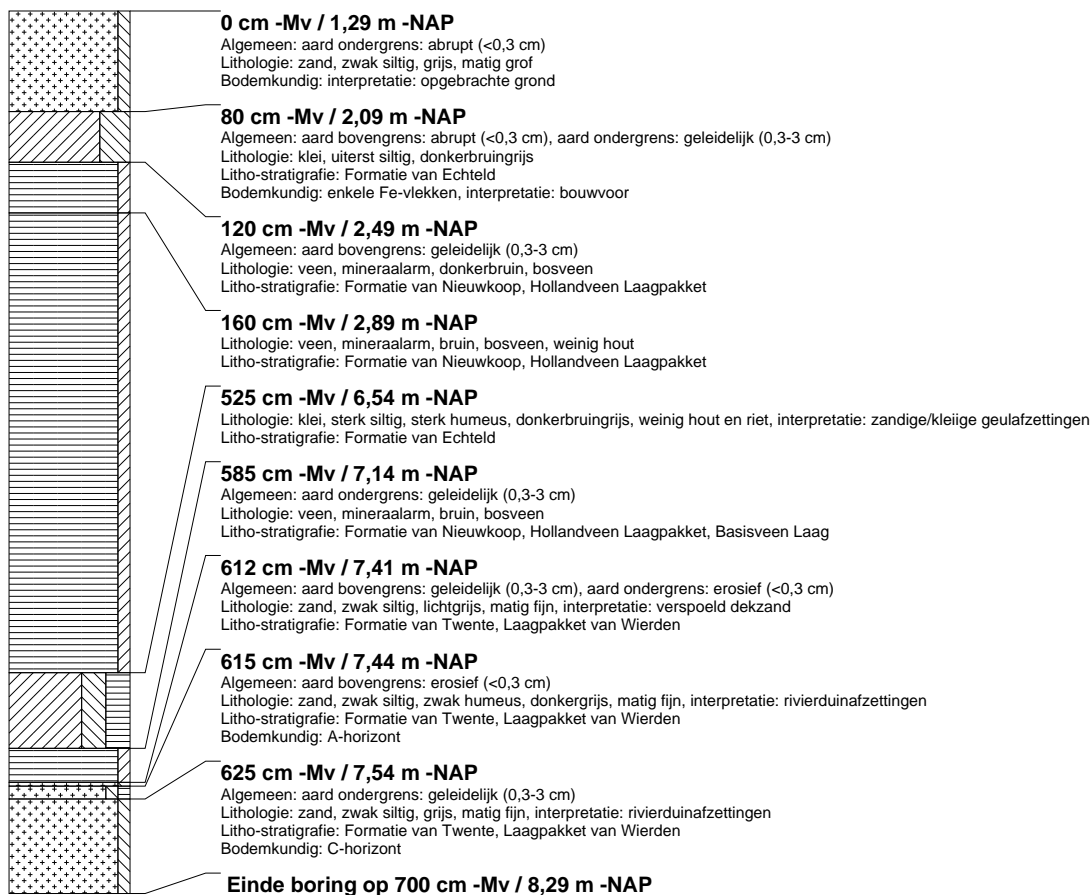 0 cm -Mv / 1,29 m -NAP
Algemeen: aard ondergrens: abrupt (<0,3 cm)
Lithologie: zand, zwak siltig, grijs, matig grof
Bodemkundig: interpretatie: opgebrachte grond
80 cm -Mv / 2,09 m -NAP
Algemeen: aard bovengrens: abrupt (<0,3 cm), aard ondergrens: geleidelijk (0,3-3 cm)
Lithologie: klei, uiterst siltig, donkerbruingrijs
Litho-stratigrafie: Formatie van Echteld
Bodemkundig: enkele Fe-vlekken, interpretatie: bouwvoor
120 cm -Mv / 2,49 m -NAP
Algemeen: aard bovengrens: geleidelijk (0,3-3 cm)
Lithologie: veen, mineraalarm, donkerbruin, bosveen
Litho-stratigrafie: Formatie van Nieuwkoop, Hollandveen Laagpakket
160 cm -Mv / 2,89 m -NAP
Lithologie: veen, mineraalarm, bruin, bosveen, weinig hout
Litho-stratigrafie: Formatie van Nieuwkoop, Hollandveen Laagpakket
525 cm -Mv / 6,54 m -NAP
Lithologie: klei, sterk siltig, sterk humeus, donkerbruingrijs, weinig hout en riet, interpretatie: zandige/kleiige geulafzettingen
Litho-stratigrafie: Formatie van Echteld
585 cm -Mv / 7,14 m -NAP
Algemeen: aard ondergrens: geleidelijk (0,3-3 cm)
Lithologie: veen, mineraalarm, bruin, bosveen
Litho-stratigrafie: Formatie van Nieuwkoop, Hollandveen Laagpakket, Basisveen Laag
612 cm -Mv / 7,41 m -NAP
Algemeen: aard bovengrens: geleidelijk (0,3-3 cm), aard ondergrens: erosief (<0,3 cm)
Lithologie: zand, zwak siltig, lichtgrijs, matig fijn, interpretatie: verspoeld dekzand
Litho-stratigrafie: Formatie van Twente, Laagpakket van Wierden
615 cm -Mv / 7,44 m -NAP
Algemeen: aard bovengrens: erosief (<0,3 cm)
Lithologie: zand, zwak siltig, zwak humeus, donkergrijs, matig fijn, interpretatie: rivierduinafzettingen
Litho-stratigrafie: Formatie van Twente, Laagpakket van Wierden
Bodemkundig: A-horizont
625 cm -Mv / 7,54 m -NAP
Algemeen: aard ondergrens: geleidelijk (0,3-3 cm)
Lithologie: zand, zwak siltig, grijs, matig fijn, interpretatie: rivierduinafzettingen
Litho-stratigrafie: Formatie van Twente, Laagpakket van Wierden
Bodemkundig: C-horizont
Einde boring op 700 cm -Mv / 8,29 m -NAP